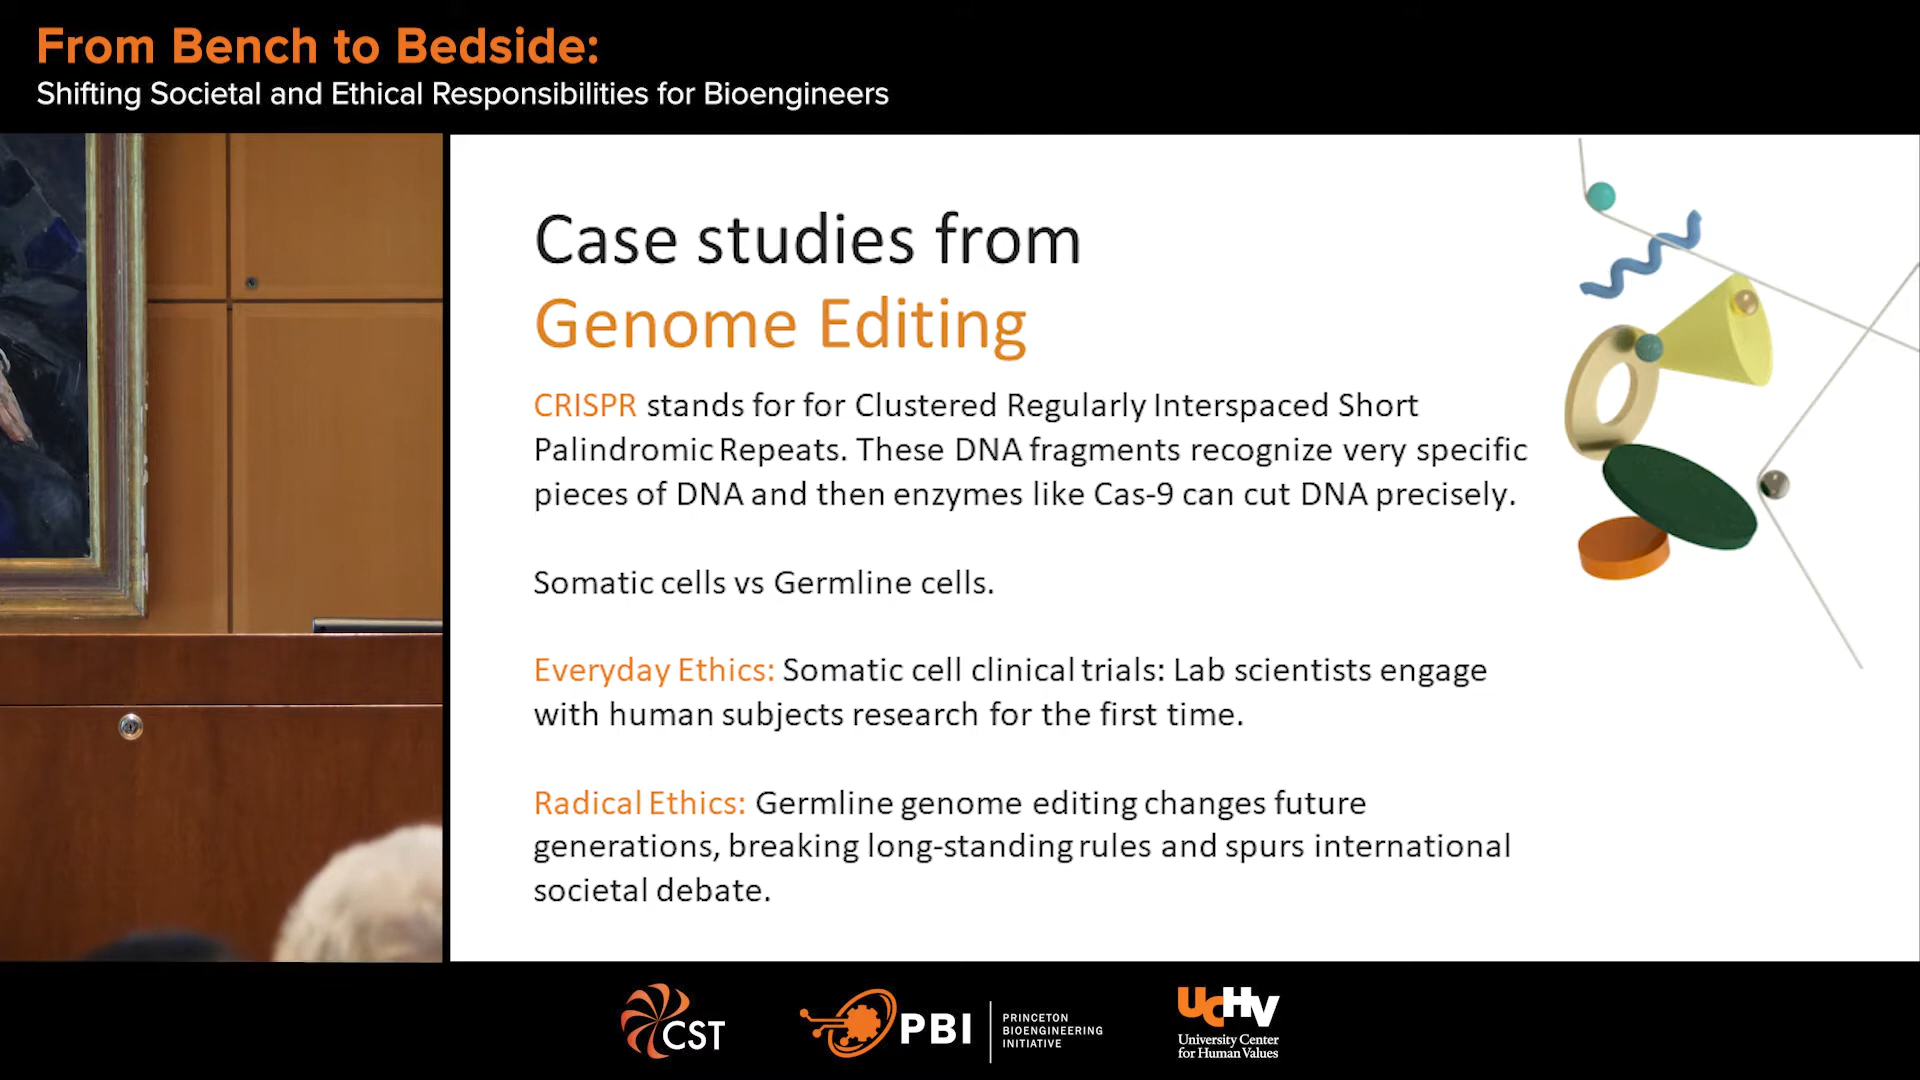 From Bench to Bedside:
Shifting Societal and Ethical Responsibilities for Bioengineers
Case studies from
Genome Editing
CRISPR stands for for Clustered Regularly Interspaced Short
Palindromic Repeats. These DNA fragments recognize very specific
pieces of DNA and then enzymes like Cas-9 can cut DNA precisely.
Somatic cells vs Germline cells.
Everyday Ethics: Somatic cell clinical trials: Lab scientists engage
with human subjects research for the first time.
Radical Ethics: Germline genome editing changes future
generations, breaking long-standing rules and spurs international
societal debate.
CST
PBI
PRINCETON
BIOENGINEERING
INITIATIVE
UCHV
University Center
for Human Values